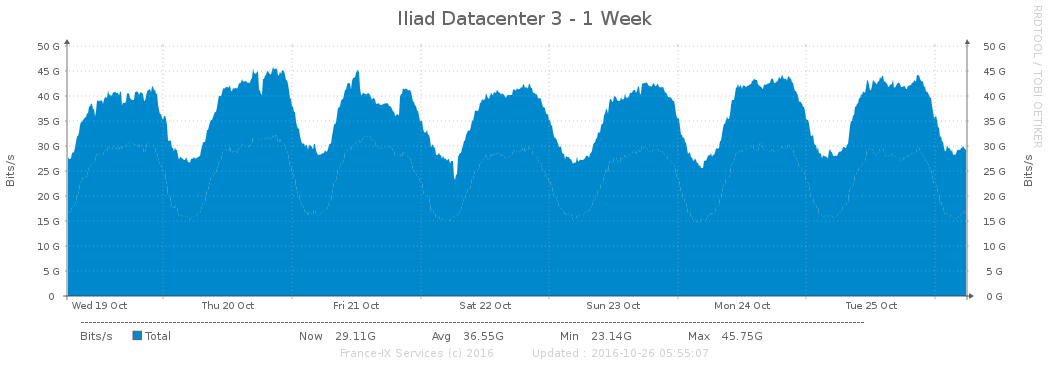 Iliad Datacenter 3 - 1 Week
RRDTOOL / TOBI OETIKER
Bits/s
50 G 50 G
45 G 45 G
40 G 40 G
35 G 35 G
30 G 30 G
25 G 25 G
20 G 20 G
15 G 15 G
10 G 10 G
5 G 5 G
0 0 G
Bits/s
Wed 19 Oct Thu 20 Oct Fri 21 Oct Sat 22 Oct Sun 23 Oct Mon 24 Oct Tue 25 Oct
Bits/s Total Now 29.11G Avg 36.55G Min 23.14G Max 45.75G
France-IX Services (c) 2016 Updated : 2016-10-26 05:55:07